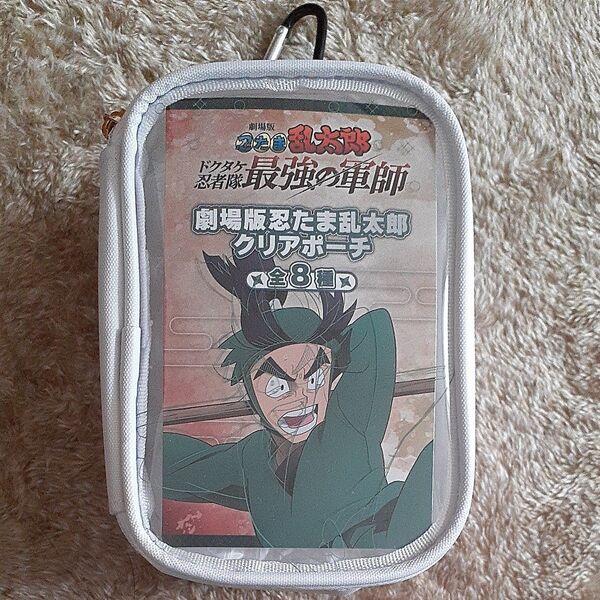 劇場版
忍たま乱太郎
ドクタケ忍者隊 最強の軍師
劇場版忍たま乱太郎
クリアポーチ
全8種